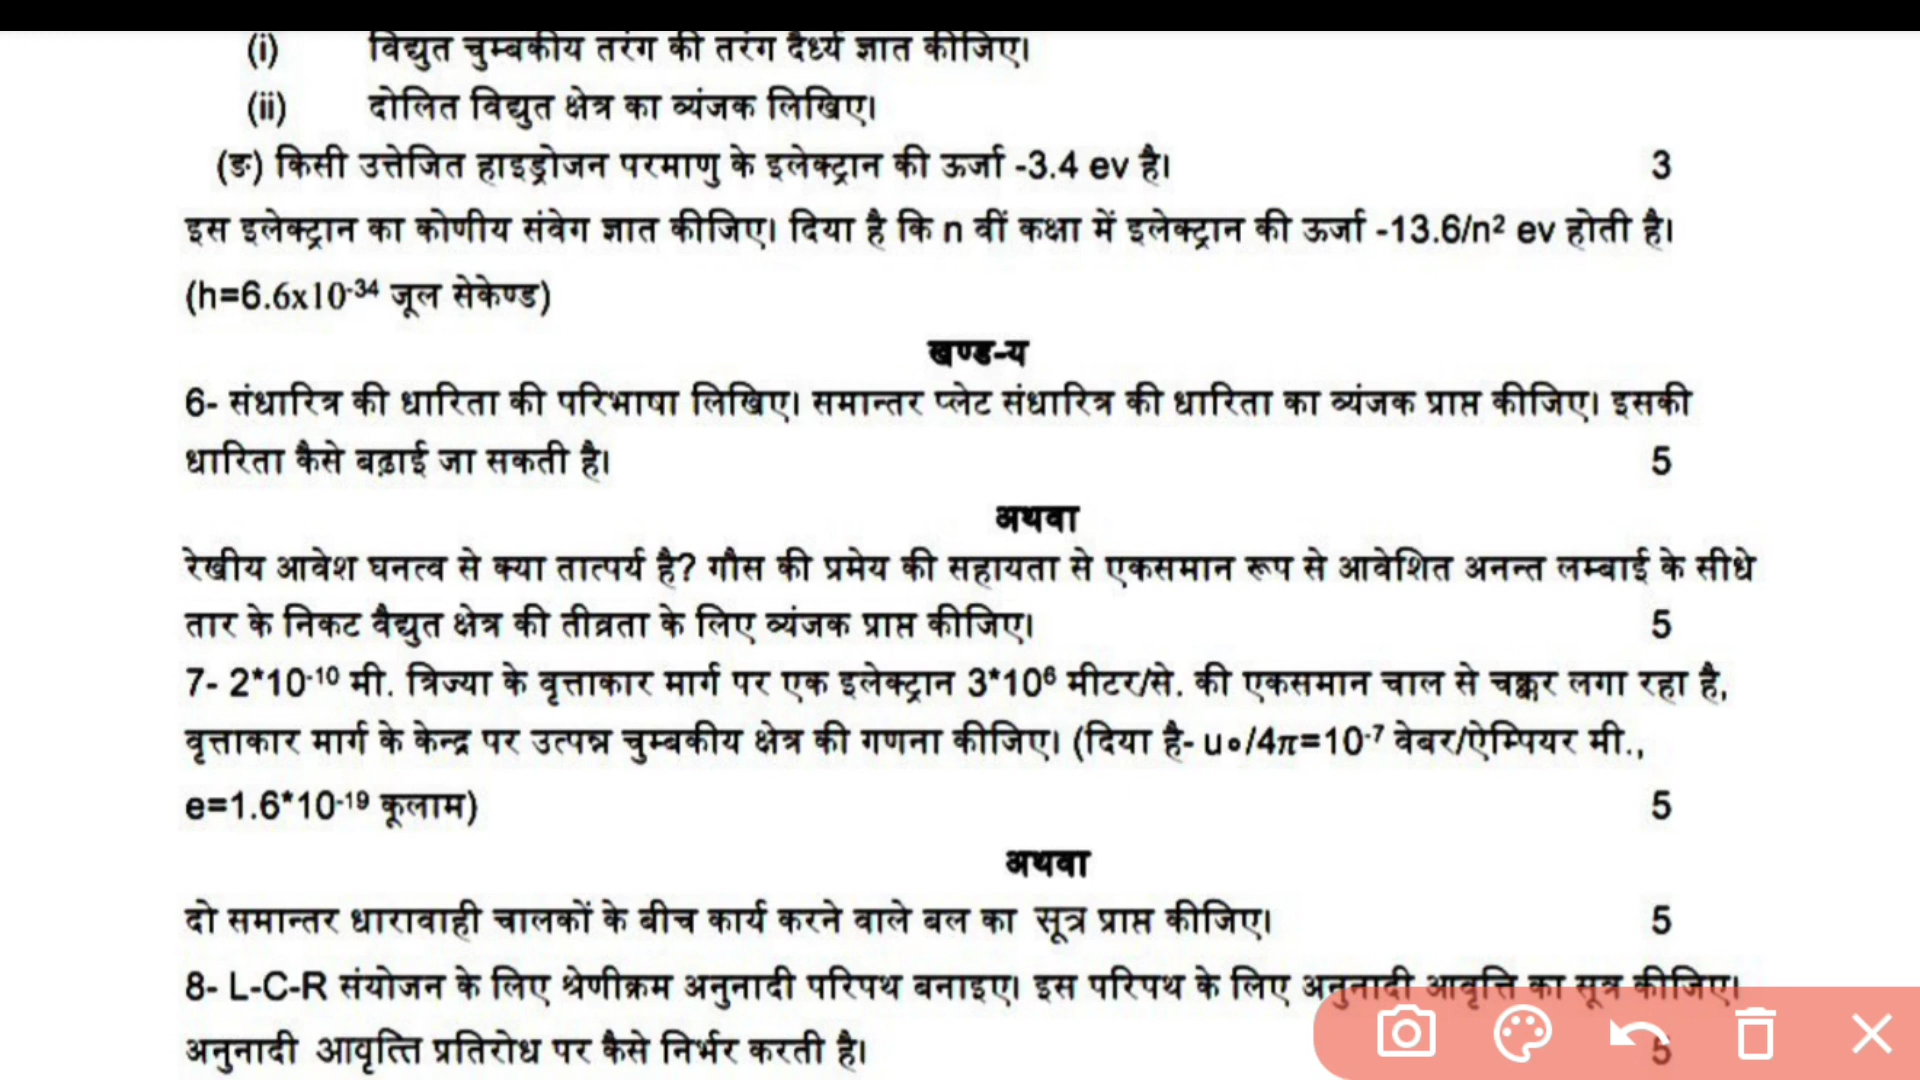 (i) विद्युत चुम्बकीय तरंग की तरंग दैर्ध्य ज्ञात कीजिए।
(ii) दोलित विद्युत क्षेत्र का व्यंजक लिखिए।
(ङ) किसी उत्तेजित हाइड्रोजन परमाणु के इलेक्ट्रान की ऊर्जा -3.4 ev है। 3
इस इलेक्ट्रान का कोणीय संवेग ज्ञात कीजिए। दिया है कि n वीं कक्षा में इलेक्ट्रान की ऊर्जा -13.6/n² ev होती है।
(h=6.6x10⁻³⁴ जूल सेकेण्ड)
खण्ड-य
6- संधारित्र की धारिता की परिभाषा लिखिए। समान्तर प्लेट संधारित्र की धारिता का व्यंजक प्राप्त कीजिए। इसकी
धारिता कैसे बढ़ाई जा सकती है। 5
अथवा
रेखीय आवेश घनत्व से क्या तात्पर्य है? गौस की प्रमेय की सहायता से एकसमान रूप से आवेशित अनन्त लम्बाई के सीधे
तार के निकट वैद्युत क्षेत्र की तीव्रता के लिए व्यंजक प्राप्त कीजिए। 5
7- 2*10⁻¹⁰ मी. त्रिज्या के वृत्ताकार मार्ग पर एक इलेक्ट्रान 3*10⁶ मीटर/से. की एकसमान चाल से चक्कर लगा रहा है,
वृत्ताकार मार्ग के केन्द्र पर उत्पन्न चुम्बकीय क्षेत्र की गणना कीजिए। (दिया है- u∘/4π=10⁻⁷ वेबर/ऐम्पियर मी.,
e=1.6*10⁻¹⁹ कूलाम) 5
अथवा
दो समान्तर धारावाही चालकों के बीच कार्य करने वाले बल का सूत्र प्राप्त कीजिए। 5
8- L-C-R संयोजन के लिए श्रेणीक्रम अनुनादी परिपथ बनाइए। इस परिपथ के लिए अनुनादी आवृत्ति का सूत्र कीजिए।
अनुनादी आवृत्ति प्रतिरोध पर कैसे निर्भर करती है। 5